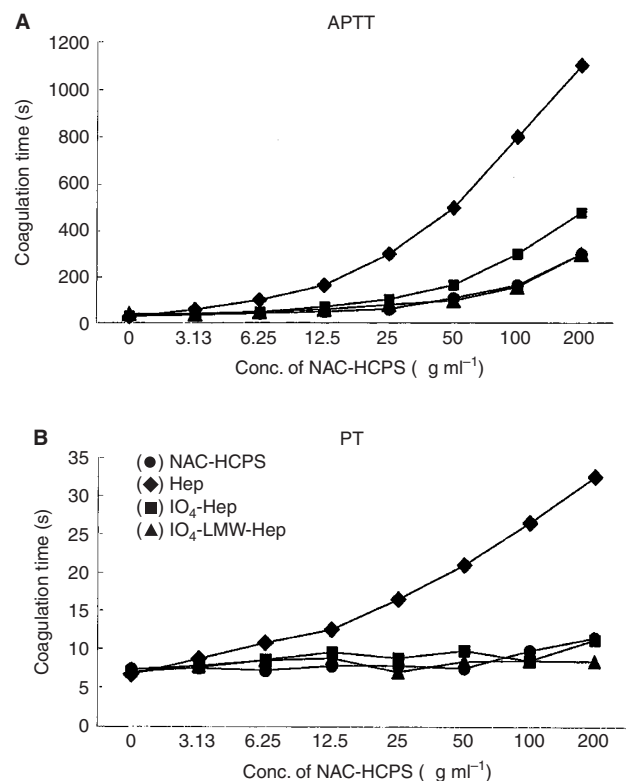 A APTT
1200
1000
800
600
400
200
0
Coagulation time (s)
0 3.13 6.25 12.5 25 50 100 200
Conc. of NAC-HCPS ( g ml⁻¹)
B PT
35
30
25
20
15
10
5
0
Coagulation time (s)
(●) NAC-HCPS
(◆) Hep
(■) IO₄-Hep
(▲) IO₄-LMW-Hep
0 3.13 6.25 12.5 25 50 100 200
Conc. of NAC-HCPS ( g ml⁻¹)